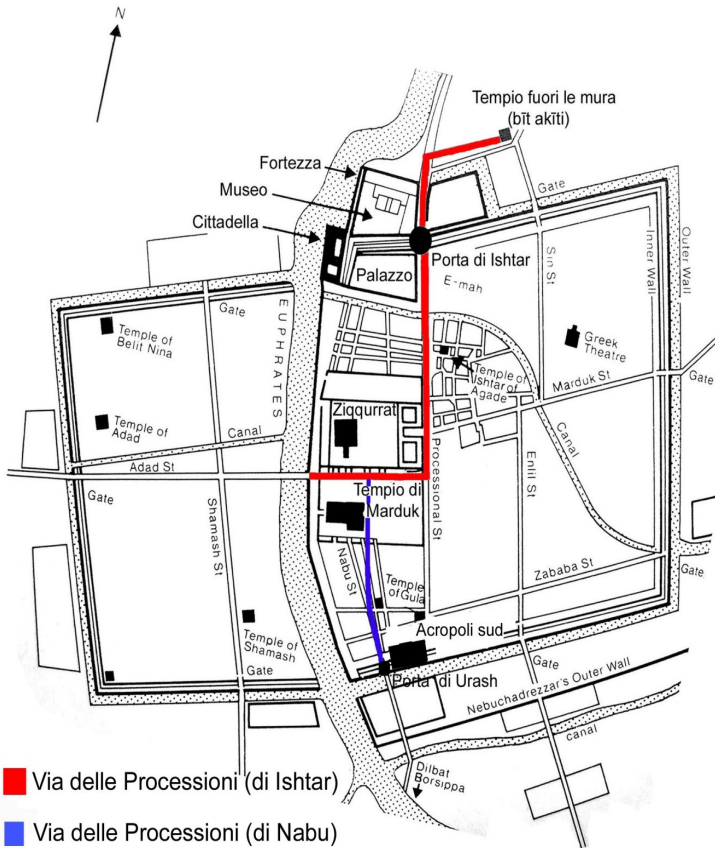 N
Tempio fuori le mura
(bīt akīti)
Fortezza
Museo
Cittadella
Gate
Porta di Ishtar
Palazzo
E-mah
Sin St
Inner Wall
Outer Wall
EUPHRATES
Gate
Temple of
Belit Nina
Greek
Theatre
Temple of
Ishtar of
Agade
Marduk St
Gate
Ziqqurrat
Temple of
Adad
Canal
Canal
Adad St
Gate
Processional St
Enlil St
Tempio di
Marduk
Shamash St
Nabu St
Temple
of Gula
Zababa St
Gate
Temple of
Shamash
Acropoli sud
Gate
Gate
Porta di Urash
Nebuchadrezzar's Outer Wall
canal
Dilbat
Borsippa
Via delle Processioni (di Ishtar)
Via delle Processioni (di Nabu)